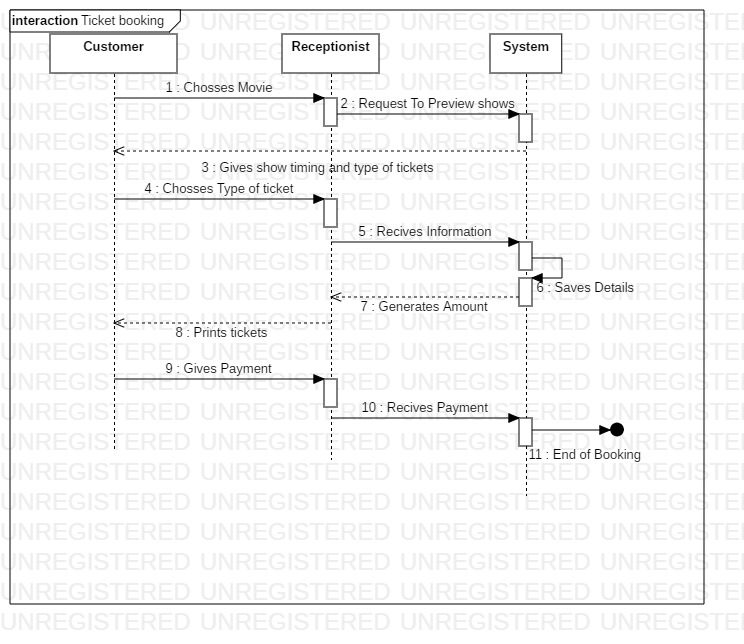 interaction Ticket booking
Customer
Receptionist
System
1 : Chosses Movie
2 : Request To Preview shows
3 : Gives show timing and type of tickets
4 : Chosses Type of ticket
5 : Recives Information
6 : Saves Details
7 : Generates Amount
8 : Prints tickets
9 : Gives Payment
10 : Recives Payment
11 : End of Booking
UNREGISTERED